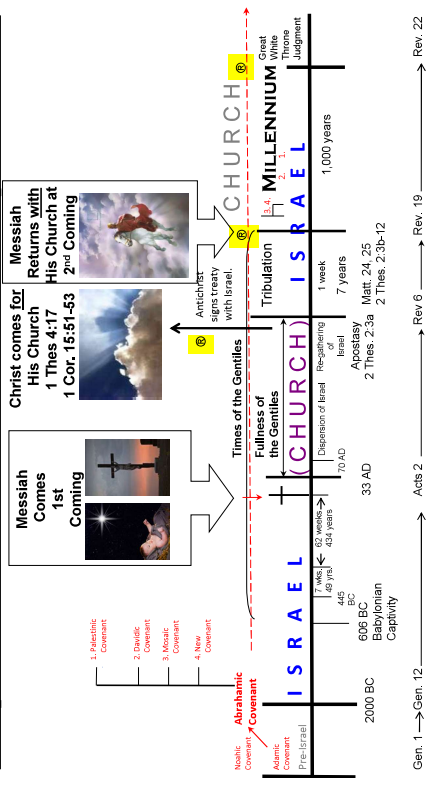 Messiah
Comes
1st
Coming
Christ comes for
His Church
1 Thes 4:17
1 Cor. 15:51-53
Messiah
Returns with
His Church at
2nd Coming
1. Palestinic
Covenant
2. Davidic
Covenant
3. Mosaic
Covenant
4. New
Covenant
Noahic
Covenant
Abrahamic
Covenant
Adamic
Covenant
Pre-Israel
Times of the Gentiles
Fullness of
the Gentiles
®
Antichrist
signs treaty
with Israel.
®
CHURCH
®
Great
White
Throne
Judgment
Tribulation
3. 4.
MILLENNIUM
2. 1.
ISRAEL
(CHURCH)
ISRAEL
7 wks,
49 yrs.
62 weeks
434 years
Dispersion of Israel
Re-gathering
of
Israel
1 week
7 years
1,000 years
2000 BC
606 BC
Babylonian
Captivity
445
BC
33 AD
70 AD
Apostasy
2 Thes. 2:3a
Matt. 24, 25
2 Thes. 2:3b-12
Gen. 1
Gen. 12
Acts 2
Rev 6
Rev. 19
Rev. 22